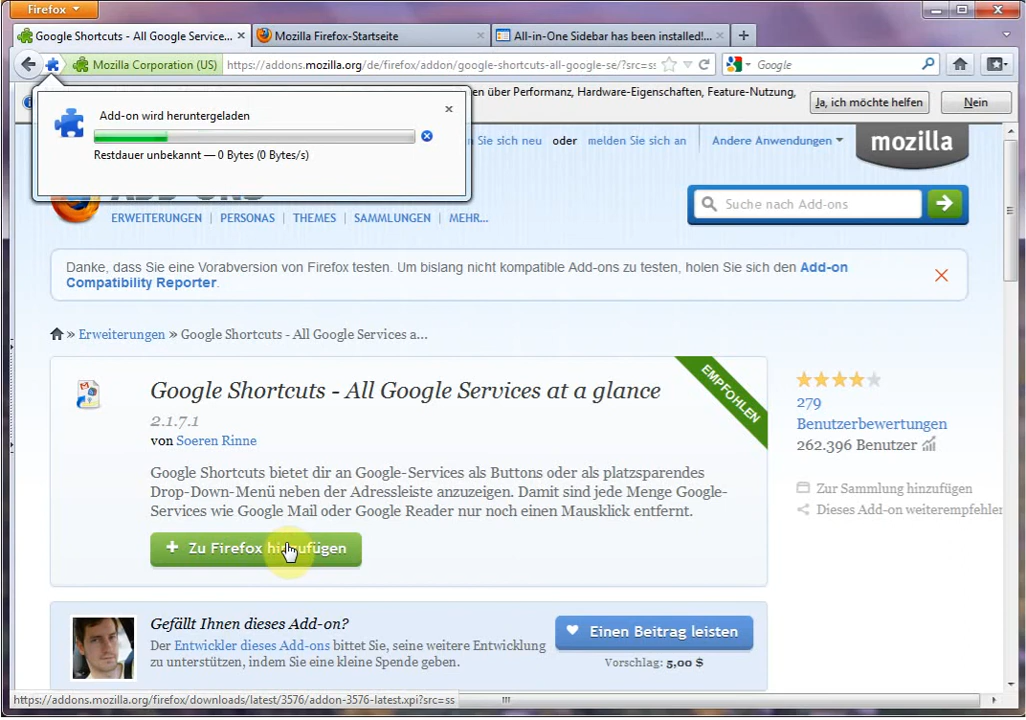 Firefox
Google Shortcuts - All Google Service...
Mozilla Firefox-Startseite
All-in-One Sidebar has been installed!...
Mozilla Corporation (US)
https://addons.mozilla.org/de/firefox/addon/google-shortcuts-all-google-se/?src=ss
Google
Add-on wird heruntergeladen
Restdauer unbekannt — 0 Bytes (0 Bytes/s)
en über Performanz, Hardware-Eigenschaften, Feature-Nutzung,
Ja, ich möchte helfen
Nein
n Sie sich neu oder melden Sie sich an
Andere Anwendungen
mozilla
ERWEITERUNGEN | PERSONAS | THEMES | SAMMLUNGEN | MEHR...
Suche nach Add-ons
Danke, dass Sie eine Vorabversion von Firefox testen. Um bislang nicht kompatible Add-ons zu testen, holen Sie sich den Add-on
Compatibility Reporter.
» Erweiterungen » Google Shortcuts - All Google Services a...
Google Shortcuts - All Google Services at a glance
2.1.7.1
von Soeren Rinne
EMPFOHLEN
Google Shortcuts bietet dir an Google-Services als Buttons oder als platzsparendes
Drop-Down-Menü neben der Adressleiste anzuzeigen. Damit sind jede Menge Google-
Services wie Google Mail oder Google Reader nur noch einen Mausklick entfernt.
+ Zu Firefox hinzufügen
279
Benutzerbewertungen
262.396 Benutzer
Zur Sammlung hinzufügen
Dieses Add-on weiterempfehler
Gefällt Ihnen dieses Add-on?
Der Entwickler dieses Add-ons bittet Sie, seine weitere Entwicklung
zu unterstützen, indem Sie eine kleine Spende geben.
Einen Beitrag leisten
Vorschlag: 5,00 $
https://addons.mozilla.org/firefox/downloads/latest/3576/addon-3576-latest.xpi?src=ss